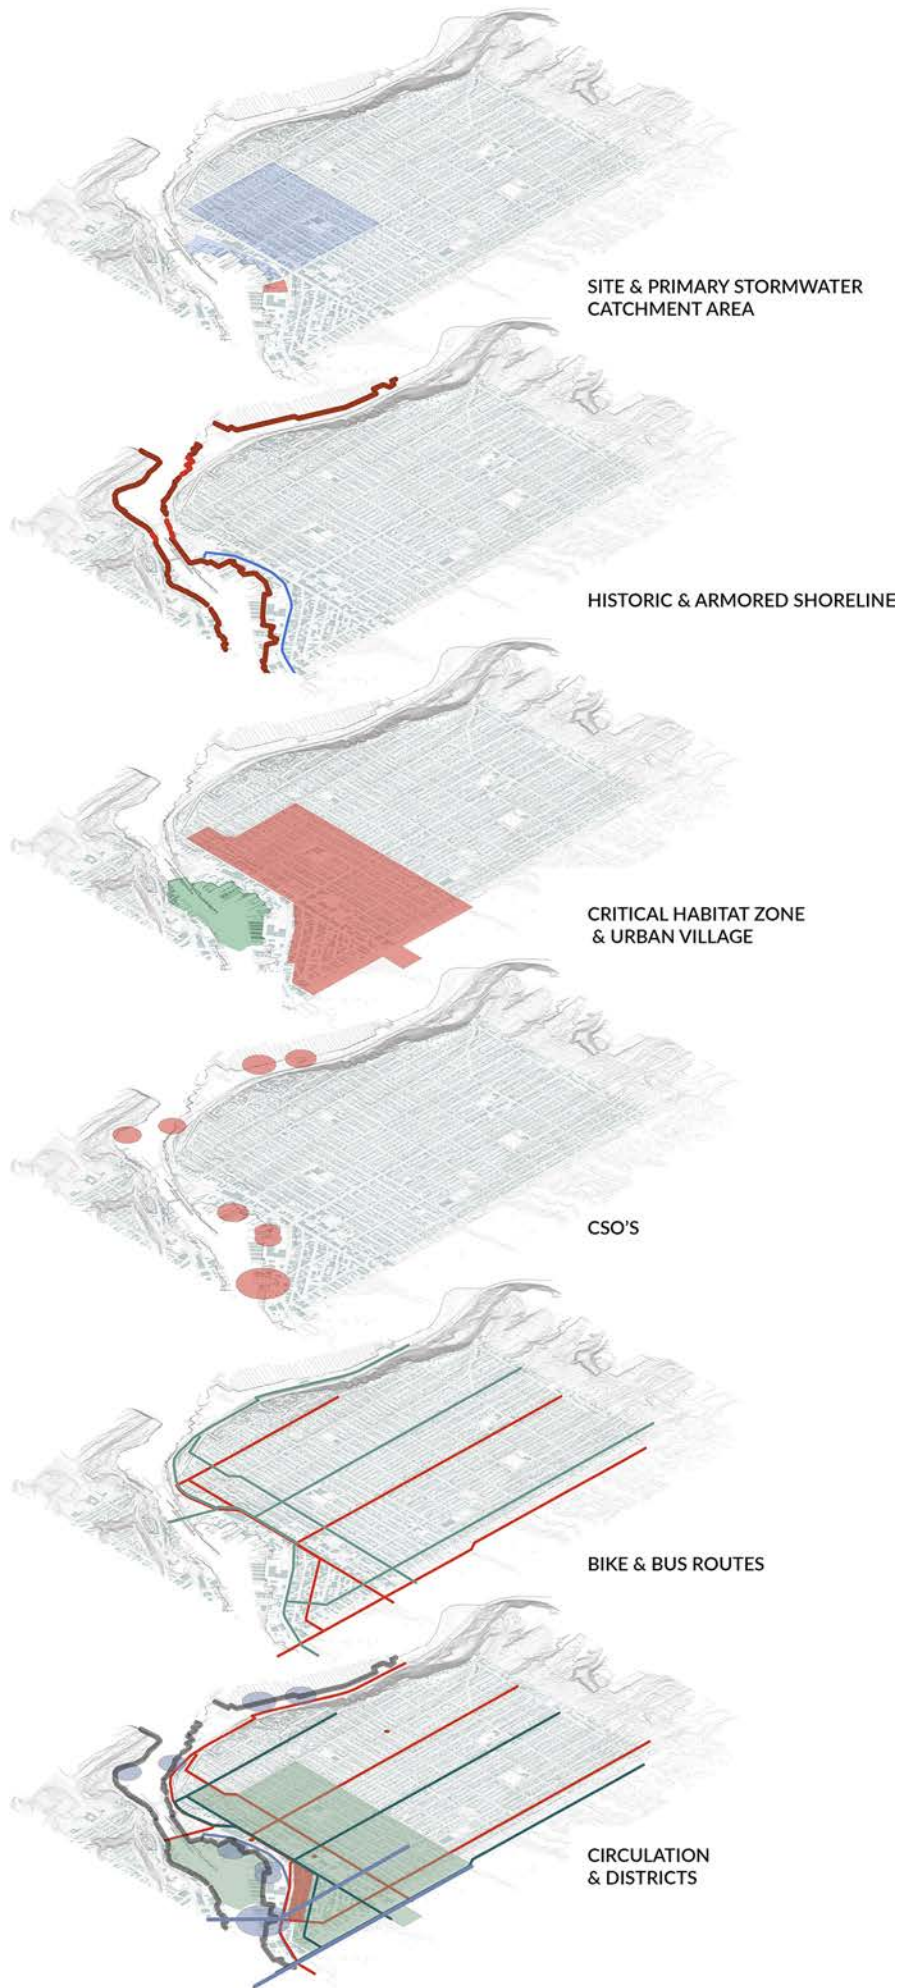 SITE & PRIMARY STORMWATER
CATCHMENT AREA
HISTORIC & ARMORED SHORELINE
CRITICAL HABITAT ZONE
& URBAN VILLAGE
CSO'S
BIKE & BUS ROUTES
CIRCULATION
& DISTRICTS